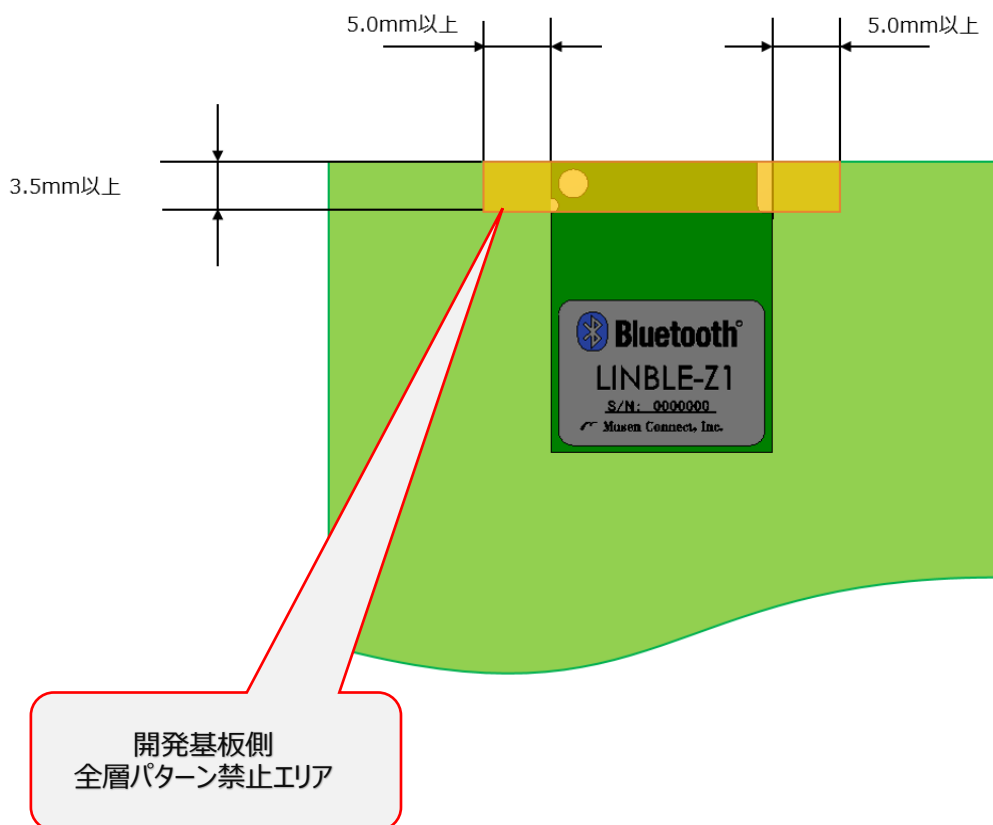 5.0mm以上
5.0mm以上
3.5mm以上
Bluetooth®
LINBLE-Z1
S/N: 0000000
Musen Connect, Inc.
開発基板側
全層パターン禁止エリア